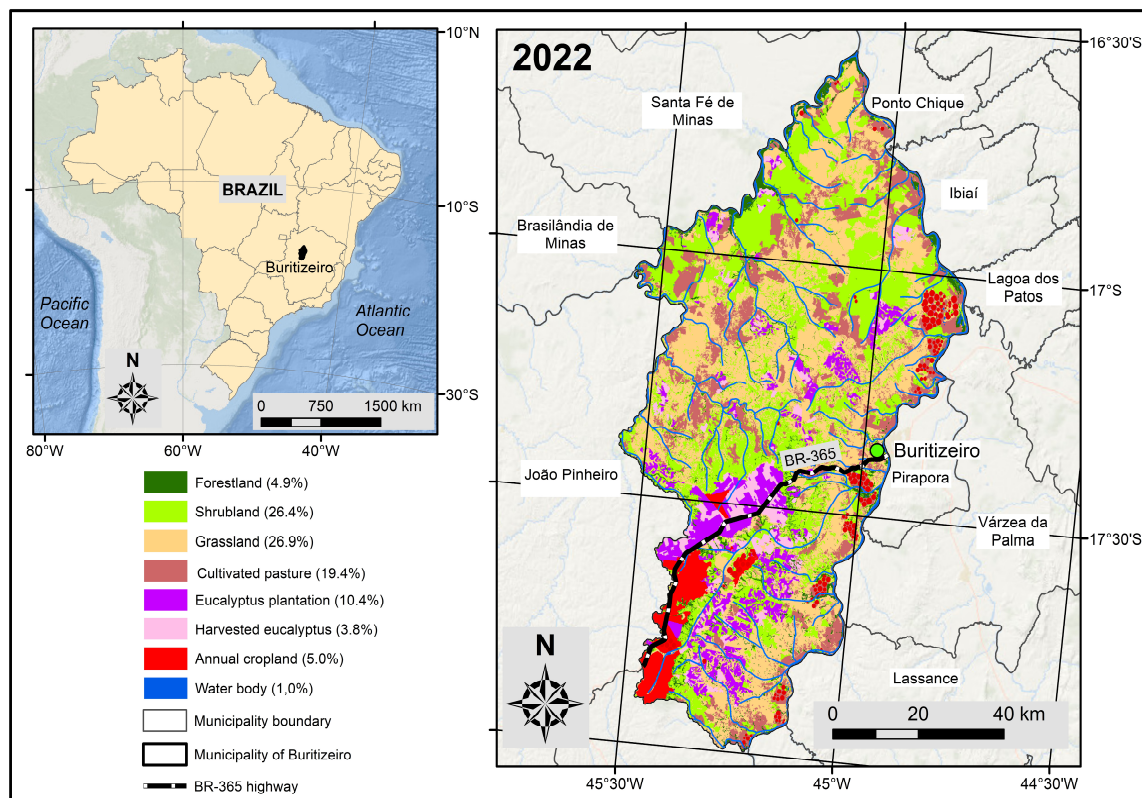 10°N
10°S
30°S
80°W
60°W
40°W
BRAZIL
Buritizeiro
Pacific
Ocean
Atlantic
Ocean
N
0 750 1500 km
Forestland (4.9%)
Shrubland (26.4%)
Grassland (26.9%)
Cultivated pasture (19.4%)
Eucalyptus plantation (10.4%)
Harvested eucalyptus (3.8%)
Annual cropland (5.0%)
Water body (1,0%)
Municipality boundary
Municipality of Buritizeiro
BR-365 highway
2022
16°30'S
Santa Fé de
Minas
Ponto Chique
Ibiaí
Brasilândia de
Minas
Lagoa dos
Patos
17°S
BR-365
Buritizeiro
João Pinheiro
Pirapora
Várzea da
Palma
17°30'S
N
Lassance
0 20 40 km
45°30'W
45°W
44°30'W